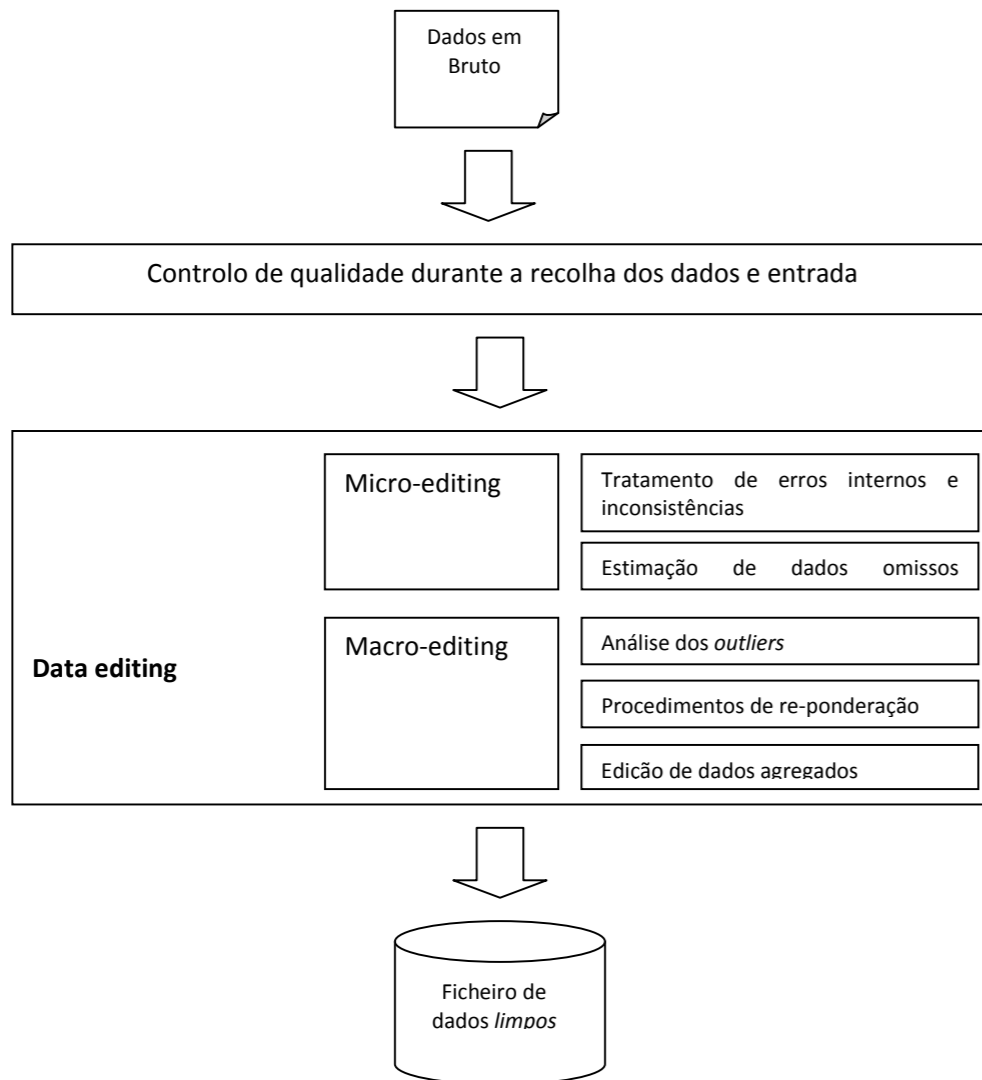 Dados em
Bruto
Controlo de qualidade durante a recolha dos dados e entrada
Data editing
Micro-editing
Tratamento de erros internos e
inconsistências
Estimação de dados omissos
Macro-editing
Análise dos outliers
Procedimentos de re-ponderação
Edição de dados agregados
Ficheiro de
dados limpos